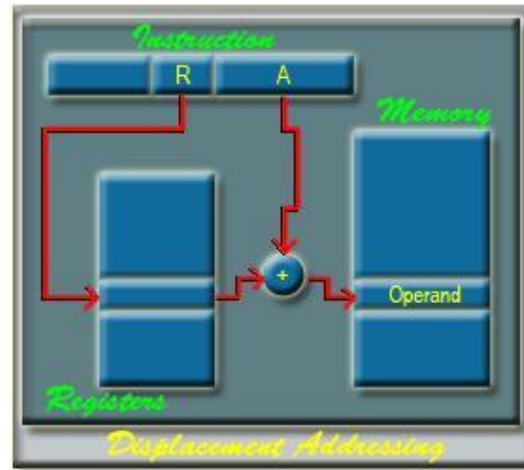 Instruction
R A
Memory
+
Operand
Registers
Displacement Addressing